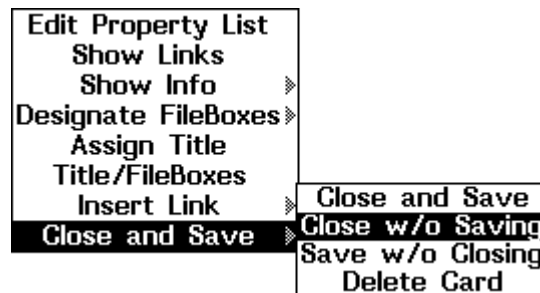 Edit Property List
Show Links
Show Info
Designate FileBoxes
Assign Title
Title/FileBoxes
Insert Link
Close and Save
Close and Save
Close w/o Saving
Save w/o Closing
Delete Card